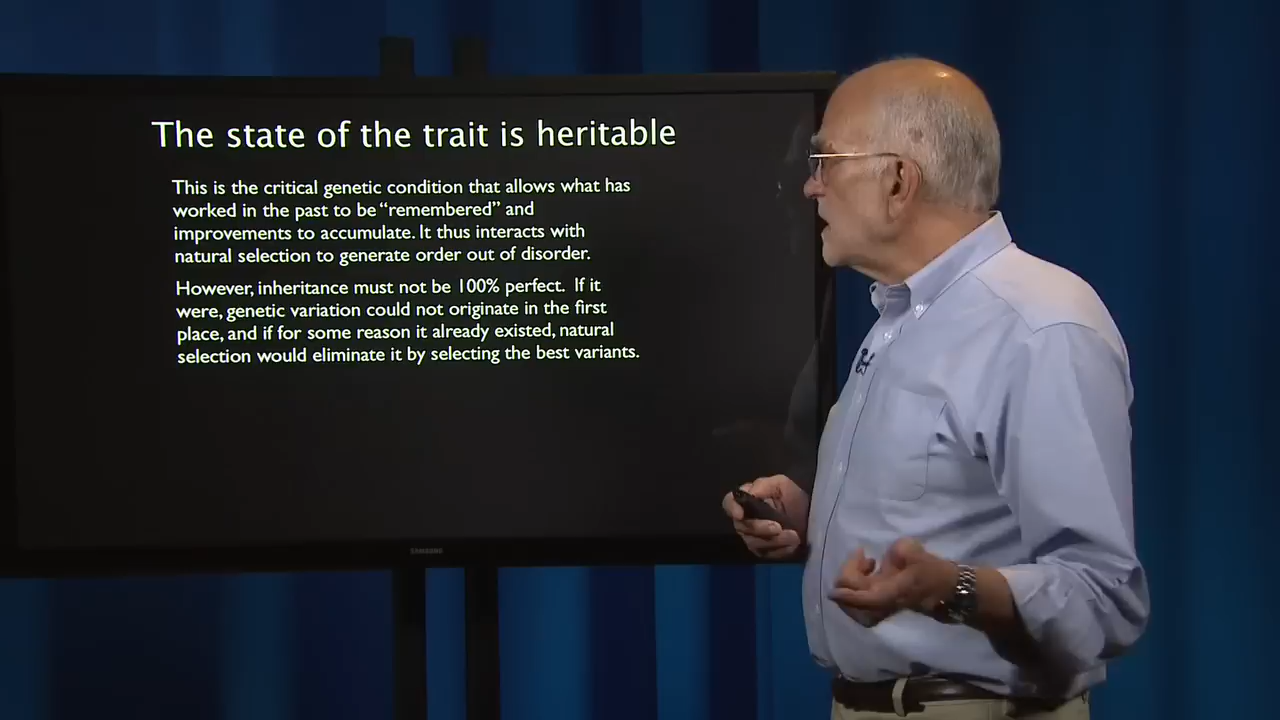 The state of the trait is heritable
This is the critical genetic condition that allows what has
worked in the past to be “remembered” and
improvements to accumulate. It thus interacts with
natural selection to generate order out of disorder.
However, inheritance must not be 100% perfect. If it
were, genetic variation could not originate in the first
place, and if for some reason it already existed, natural
selection would eliminate it by selecting the best variants.
SAMSUNG